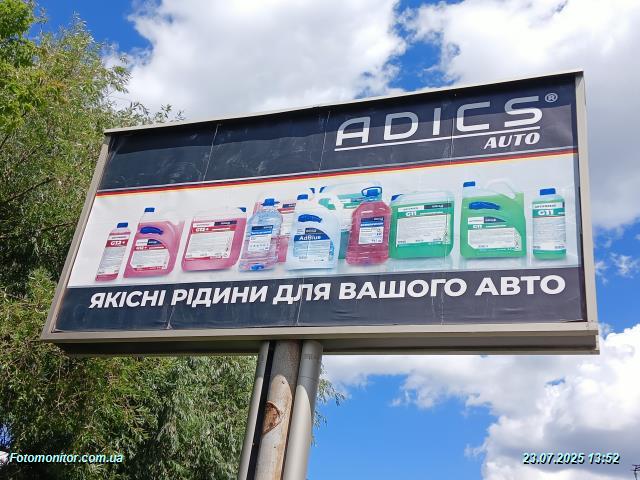 ADICS®
AUTO
G12+
G12+
AdBlue
G11
G11
ЯКІСНІ РІДИНИ ДЛЯ ВАШОГО АВТО
Fotomonitor.com.ua
23.07.2025 13:52